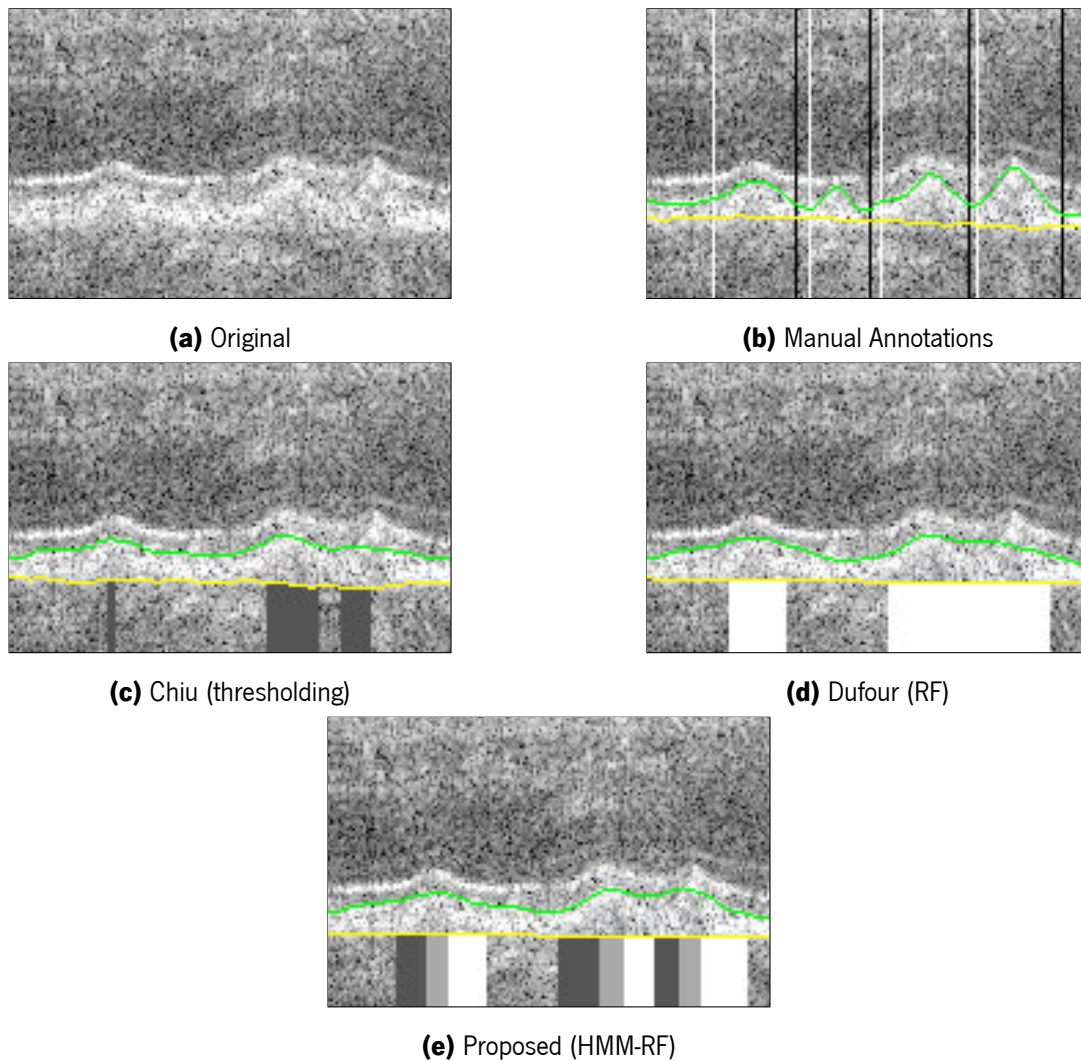 (a) Original
(b) Manual Annotations
(c) Chiu (thresholding)
(d) Dufour (RF)
(e) Proposed (HMM-RF)